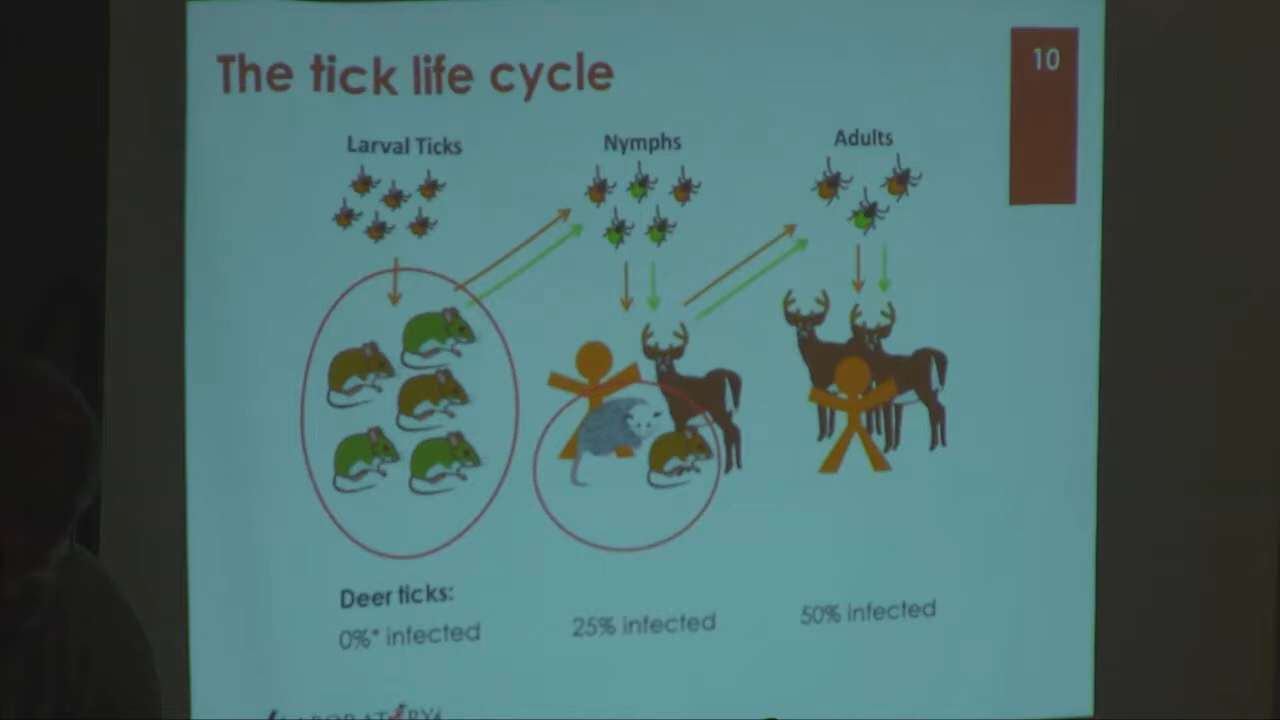 The tick life cycle
10
Larval Ticks
Nymphs
Adults
Deer ticks:
0%* infected
25% infected
50% infected